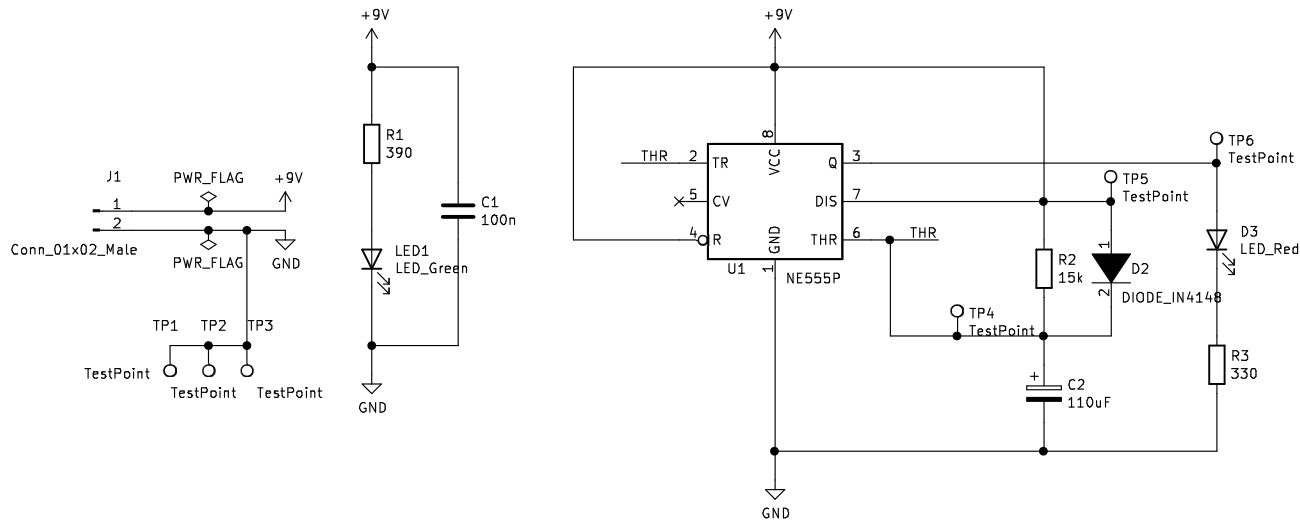 +9V
R1
390
C1
100n
LED1
LED_Green
GND
J1
PWR_FLAG
+9V
1
2
Conn_01x02_Male
PWR_FLAG
GND
TP1 TP2 TP3
TestPoint
TestPoint TestPoint
+9V
8
VCC
THR 2 TR
5 CV
4 R
Q 3
DIS 7
THR 6 THR
GND
1
U1
NE555P
TP6
TestPoint
TP5
TestPoint
R2
15k
1
D2
2
DIODE_IN4148
D3
LED_Red
TP4
TestPoint
+
C2
110uF
R3
330
GND